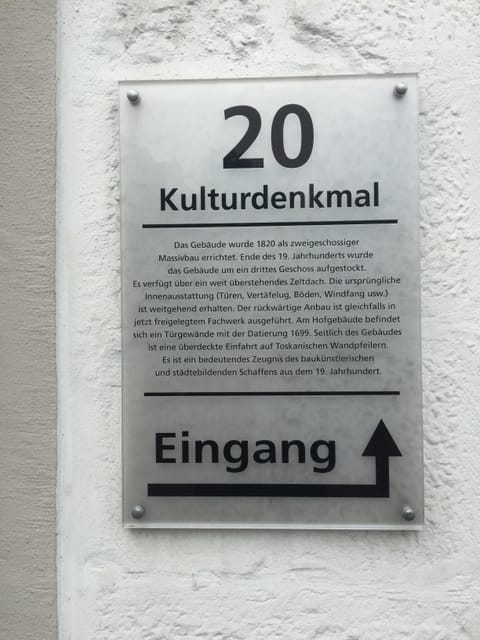 20
Kulturdenkmal
Das Gebäude wurde 1820 als zweigeschossiger
Massivbau errichtet. Ende des 19. Jahrhunderts wurde
das Gebäude um ein drittes Geschoss aufgestockt.
Es verfügt über ein weit überstehendes Zeltdach. Die ursprüngliche
Innenausstattung (Türen, Vertäfelug, Böden, Windfang usw.)
ist weitgehend erhalten. Der rückwärtige Anbau ist gleichfalls in
jetzt freigelegtem Fachwerk ausgeführt. Am Hofgebäude befindet
sich ein Türgewände mit der Datierung 1699. Seitlich des Gebäudes
ist eine überdeckte Einfahrt auf Toskanischen Wandpfeilern.
Es ist ein bedeutendes Zeugnis des baukünstlerischen
und städtebildenden Schaffens aus dem 19. Jahrhundert.
Eingang